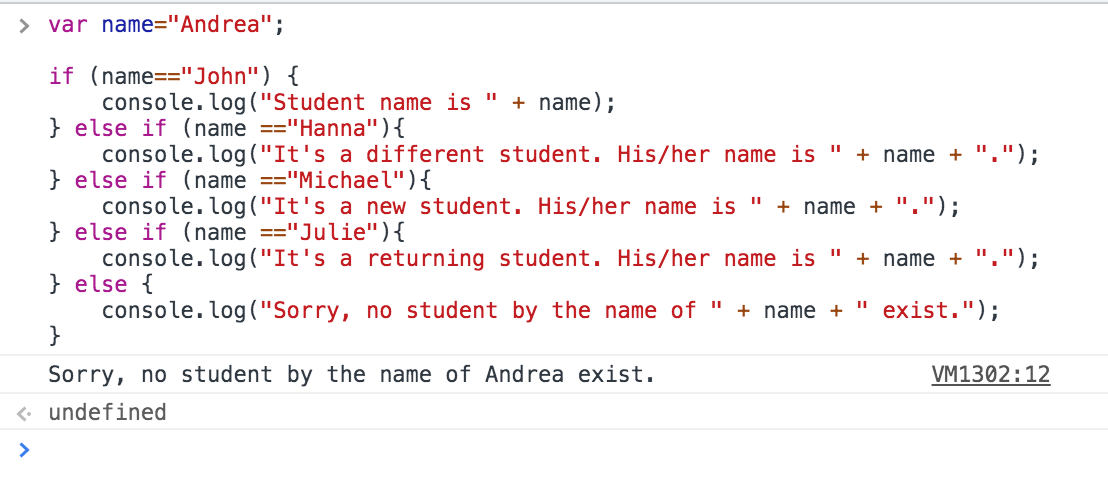 > var name="Andrea";
if (name=="John") {
    console.log("Student name is " + name);
} else if (name =="Hanna"){
    console.log("It's a different student. His/her name is " + name + ".");
} else if (name =="Michael"){
    console.log("It's a new student. His/her name is " + name + ".");
} else if (name =="Julie"){
    console.log("It's a returning student. His/her name is " + name + ".");
} else {
    console.log("Sorry, no student by the name of " + name + " exist.");
}
Sorry, no student by the name of Andrea exist. VM1302:12
undefined
>